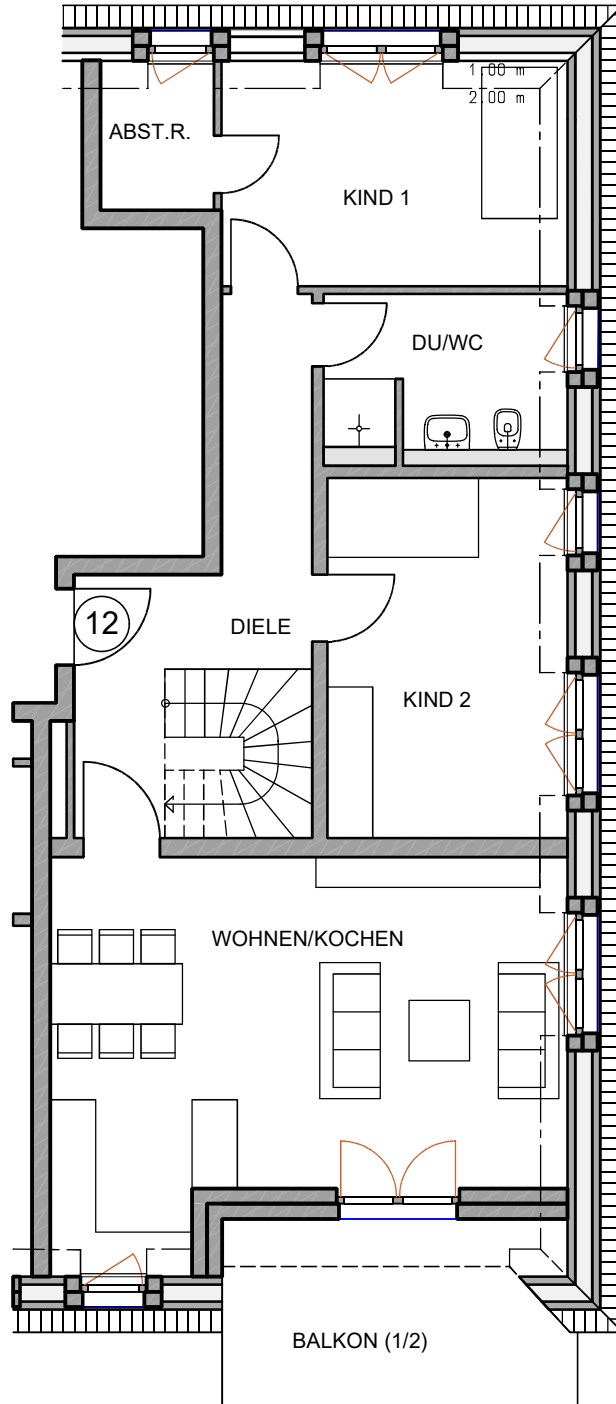 1.00 m
2.00 m
ABST.R.
KIND 1
DU/WC
12
DIELE
KIND 2
WOHNEN/KOCHEN
BALKON (1/2)